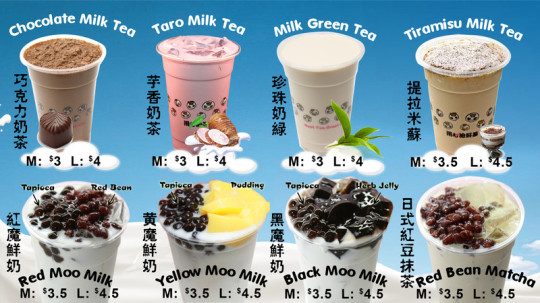 Chocolate Milk Tea
巧克力奶茶
M: $3 L: $4
Taro Milk Tea
芋香奶茶
M: $3 L: $4
Milk Green Tea
珍珠奶綠
M: $3 L: $4
Tiramisu Milk Tea
提拉米蘇
M: $3.5 L: $4.5
Tapioca
Red Bean
紅魔鮮奶
Red Moo Milk
M: $3.5 L: $4.5
Tapioca
Pudding
黄魔鮮奶
Yellow Moo Milk
M: $3.5 L: $4.5
Tapioca
Herb Jelly
黑魔鮮奶
Black Moo Milk
M: $3.5 L: $4.5
日式紅豆抹茶
Red Bean Matcha
M: $3.5 L: $4.5